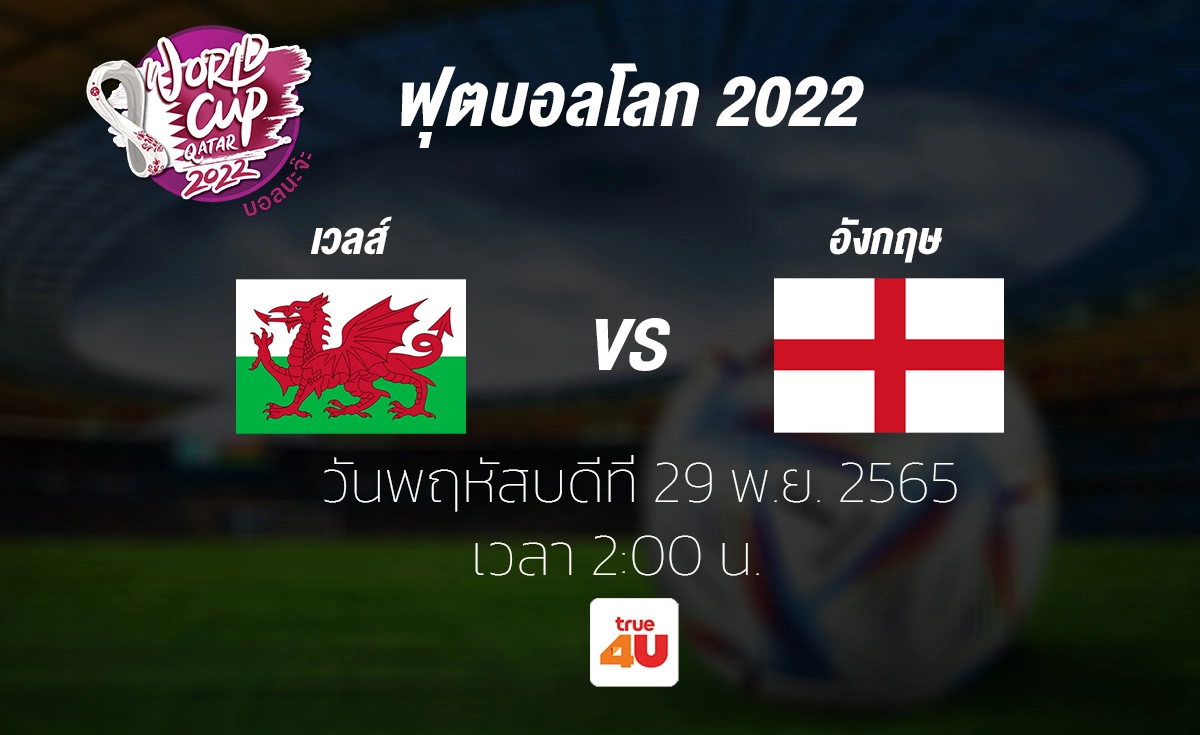 WORLD
CUP
QATAR
2022
บอลนะจ๊ะ
ฟุตบอลโลก 2022
เวลส์
อังกฤษ
VS
วันพฤหัสบดีที่ 29 พ.ย. 2565
เวลา 2:00 น.
true
4U